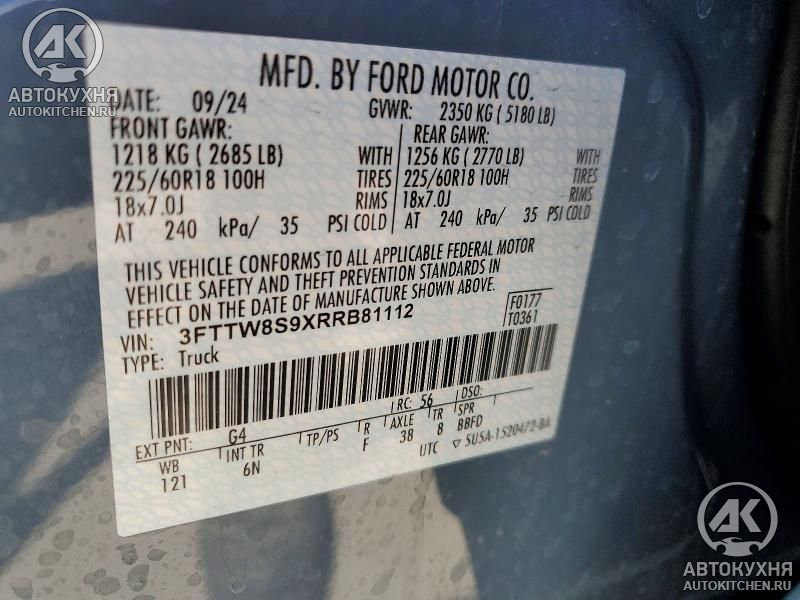 AK
АВТОКУХНЯ
AUTOKITCHEN.RU
MFD. BY FORD MOTOR CO.
DATE: 09/24 GVWR: 2350 KG ( 5180 LB)
FRONT GAWR: REAR GAWR:
1218 KG ( 2685 LB) WITH 1256 KG ( 2770 LB) WITH
225/60R18 100H TIRES 225/60R18 100H TIRES
18x7.0J RIMS 18x7.0J RIMS
AT 240 kPa/ 35 PSI COLD AT 240 kPa/ 35 PSI COLD
THIS VEHICLE CONFORMS TO ALL APPLICABLE FEDERAL MOTOR
VEHICLE SAFETY AND THEFT PREVENTION STANDARDS IN
EFFECT ON THE DATE OF MANUFACTURE SHOWN ABOVE.
VIN: 3FTTW8S9XRRB81112 F0177
TYPE: Truck T0361
EXT PNT: G4 RC: 56 DSO:
WB INT TR TP/PS R AXLE TR SPR
121 6N F 38 8 BBFD
UTC ▽ 5U5A-1520472-BA
AK
АВТОКУХНЯ
AUTOKITCHEN.RU